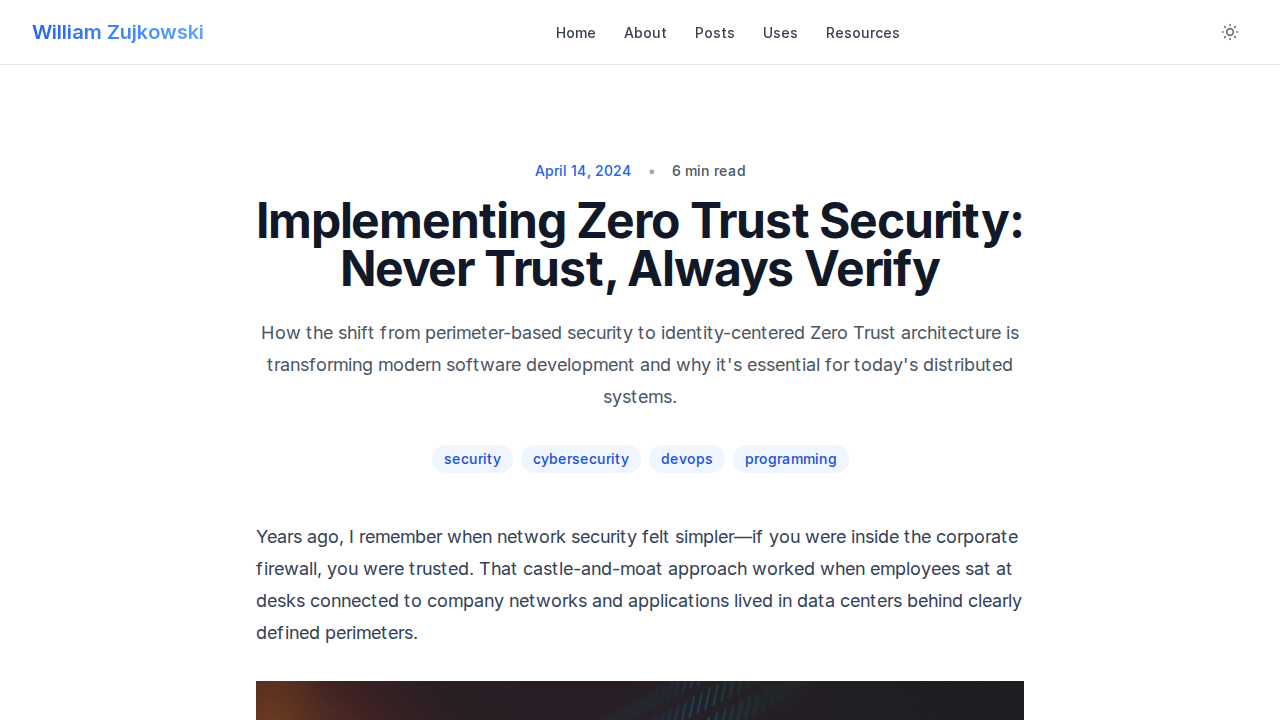 William Zujkowski
Home About Posts Uses Resources
April 14, 2024 • 6 min read
Implementing Zero Trust Security:
Never Trust, Always Verify
How the shift from perimeter-based security to identity-centered Zero Trust architecture is
transforming modern software development and why it's essential for today's distributed
systems.
security cybersecurity devops programming
Years ago, I remember when network security felt simpler—if you were inside the corporate
firewall, you were trusted. That castle-and-moat approach worked when employees sat at
desks connected to company networks and applications lived in data centers behind clearly
defined perimeters.